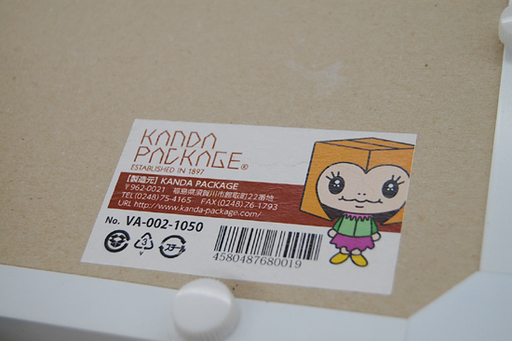 KANDA
PACKAGE®
ESTABLISHED IN 1897
【製造元】KANDA PACKAGE
〒962-0021 福島県須賀川市館取町22番地
TEL(0248)75-4165 FAX(0248)76-1793
URL http://www.kanda-package.com/
No. VA-002-1050
4580487680019